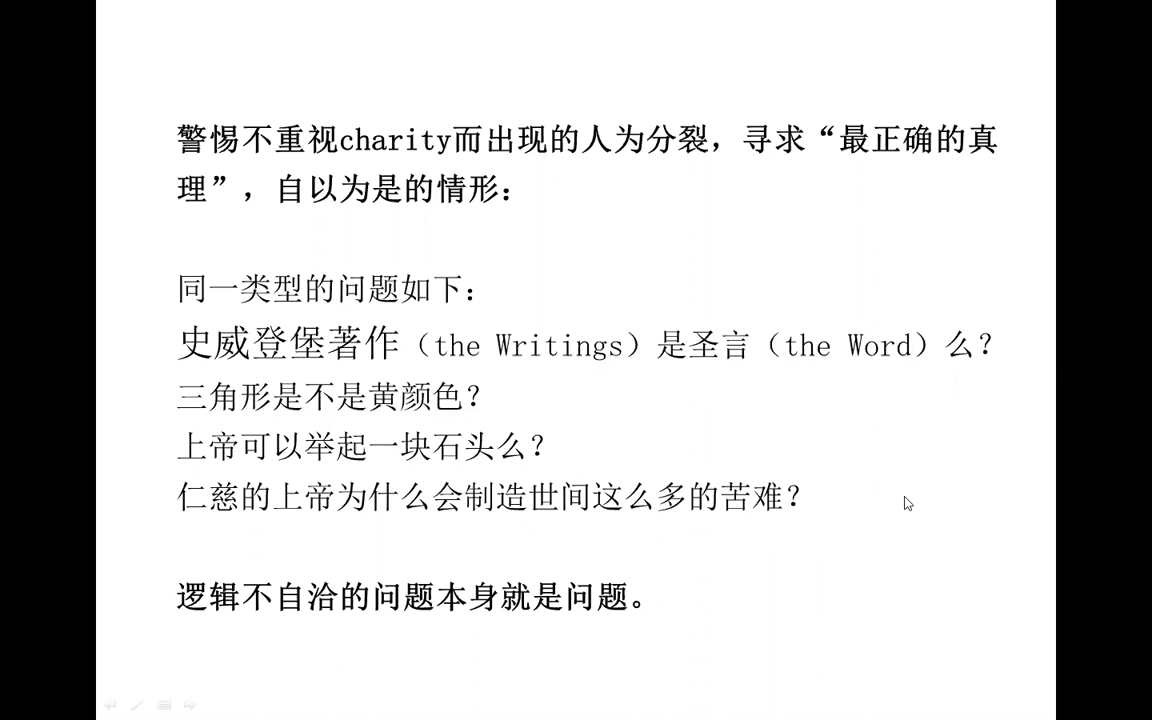 警惕不重视charity而出现的人为分裂，寻求“最正确的真
理”，自以为是的情形：
同一类型的问题如下：
史威登堡著作（the Writings）是圣言（the Word）么？
三角形是不是黄颜色？
上帝可以举起一块石头么？
仁慈的上帝为什么会制造世间这么多的苦难？
逻辑不自洽的问题本身就是问题。